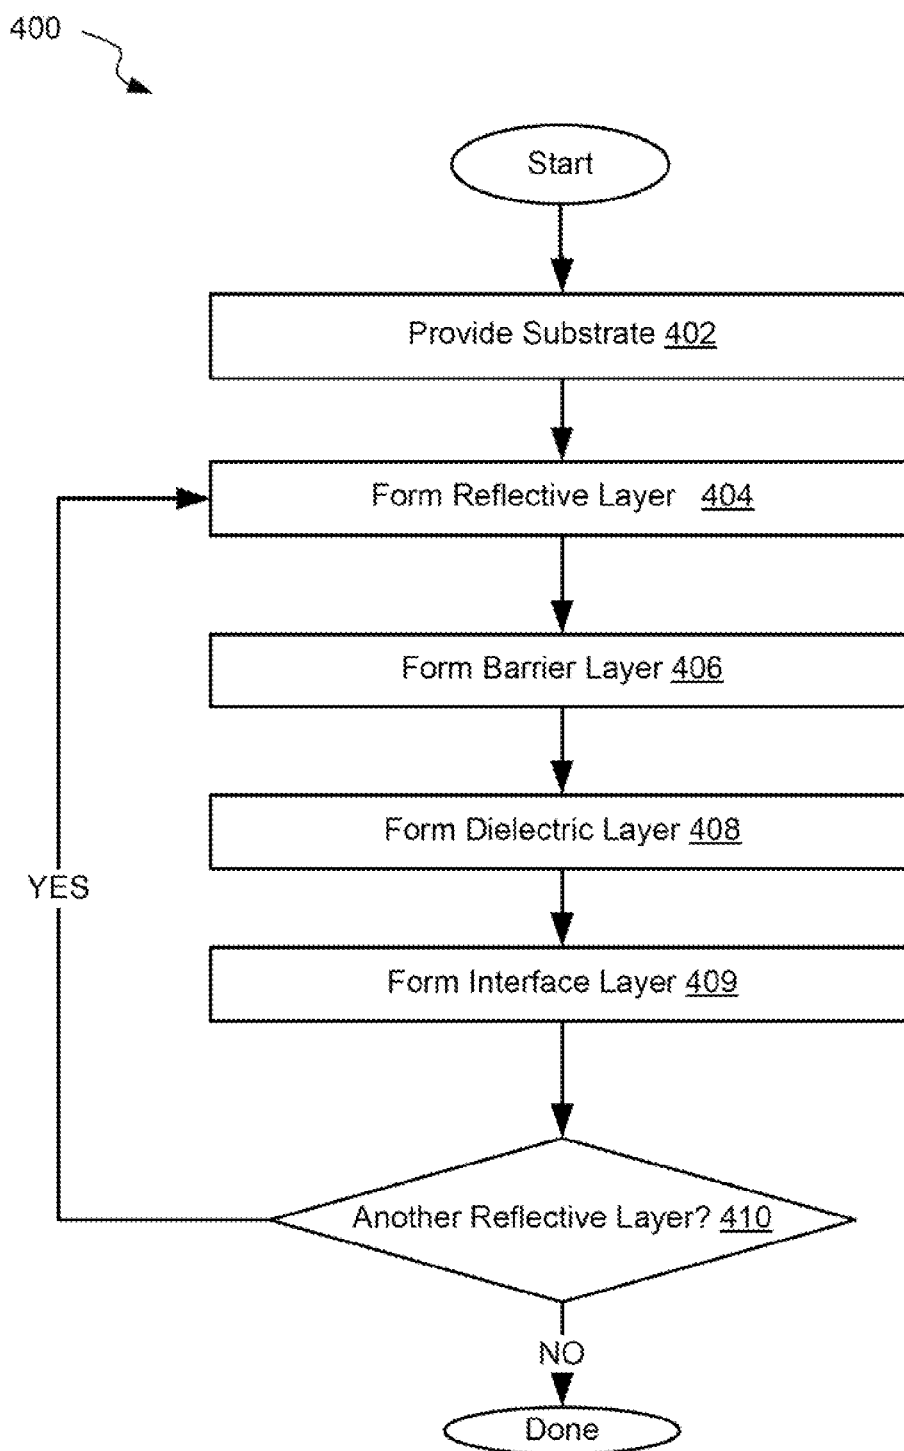 400
Start
Provide Substrate 402
Form Reflective Layer 404
Form Barrier Layer 406
Form Dielectric Layer 408
YES
Form Interface Layer 409
Another Reflective Layer? 410
NO
Done